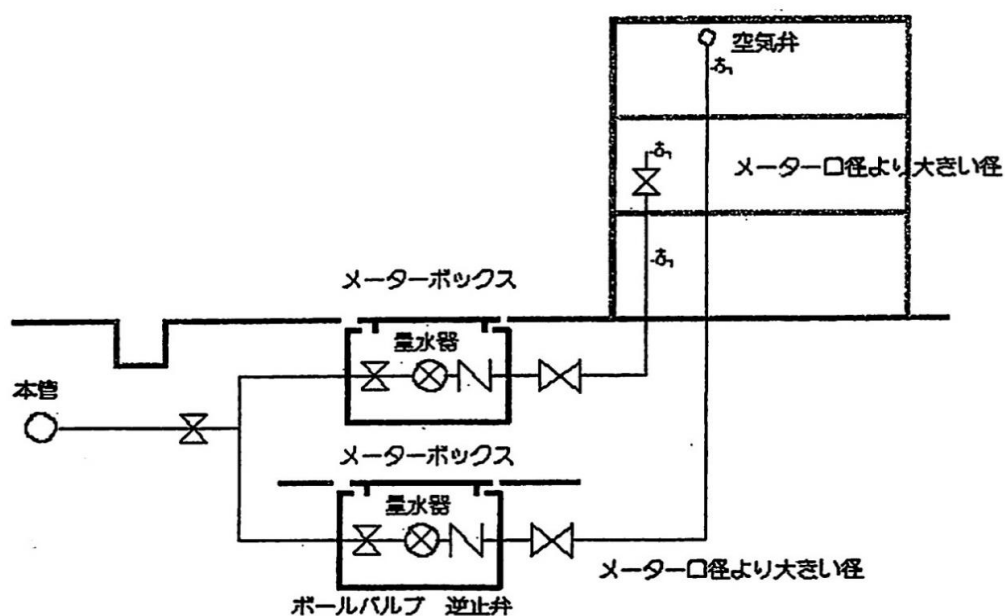 空気弁
メーター口径より大きい径
メーターボックス
量水器
本管
メーターボックス
量水器
メーター口径より大きい径
ボールバルブ 逆止弁